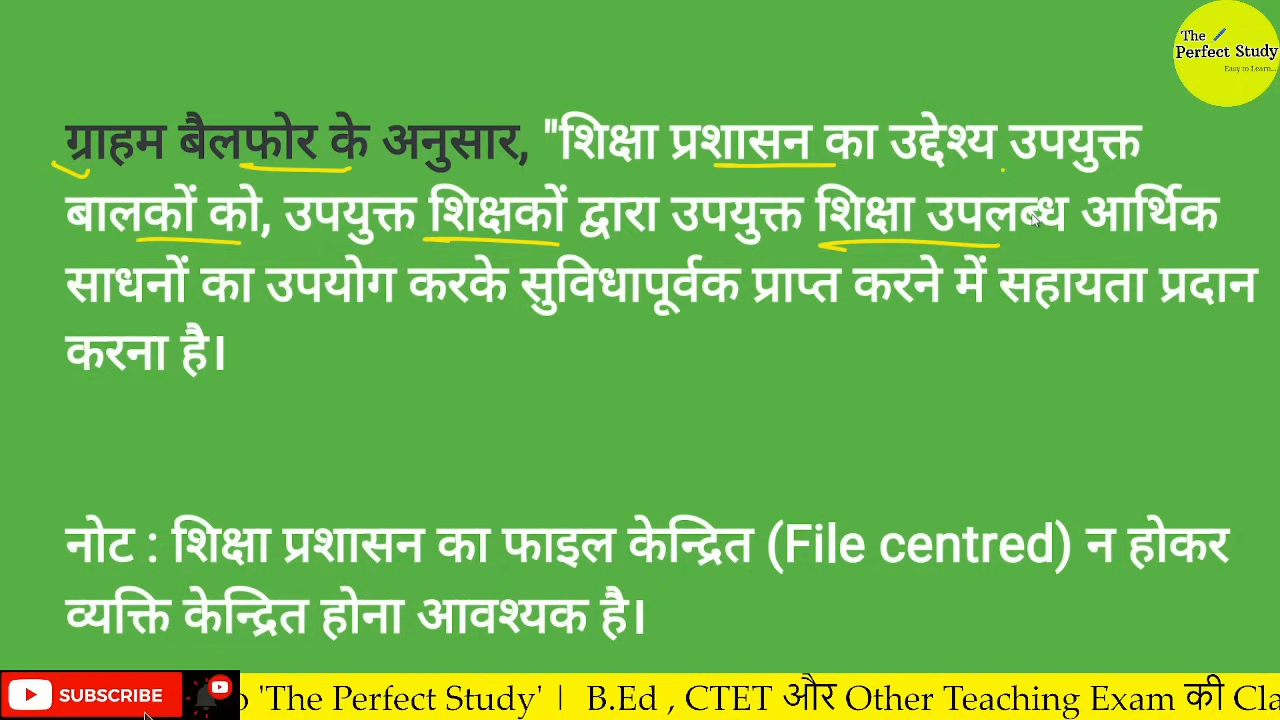 The
Perfect Study
Easy to Learn...
ग्राहम बैलफोर के अनुसार, "शिक्षा प्रशासन का उद्देश्य उपयुक्त
बालकों को, उपयुक्त शिक्षकों द्वारा उपयुक्त शिक्षा उपलब्ध आर्थिक
साधनों का उपयोग करके सुविधापूर्वक प्राप्त करने में सहायता प्रदान
करना है।
नोट : शिक्षा प्रशासन का फाइल केन्द्रित (File centred) न होकर
व्यक्ति केन्द्रित होना आवश्यक है।
SUBSCRIBE
'The Perfect Study' | B.Ed , CTET और Other Teaching Exam की